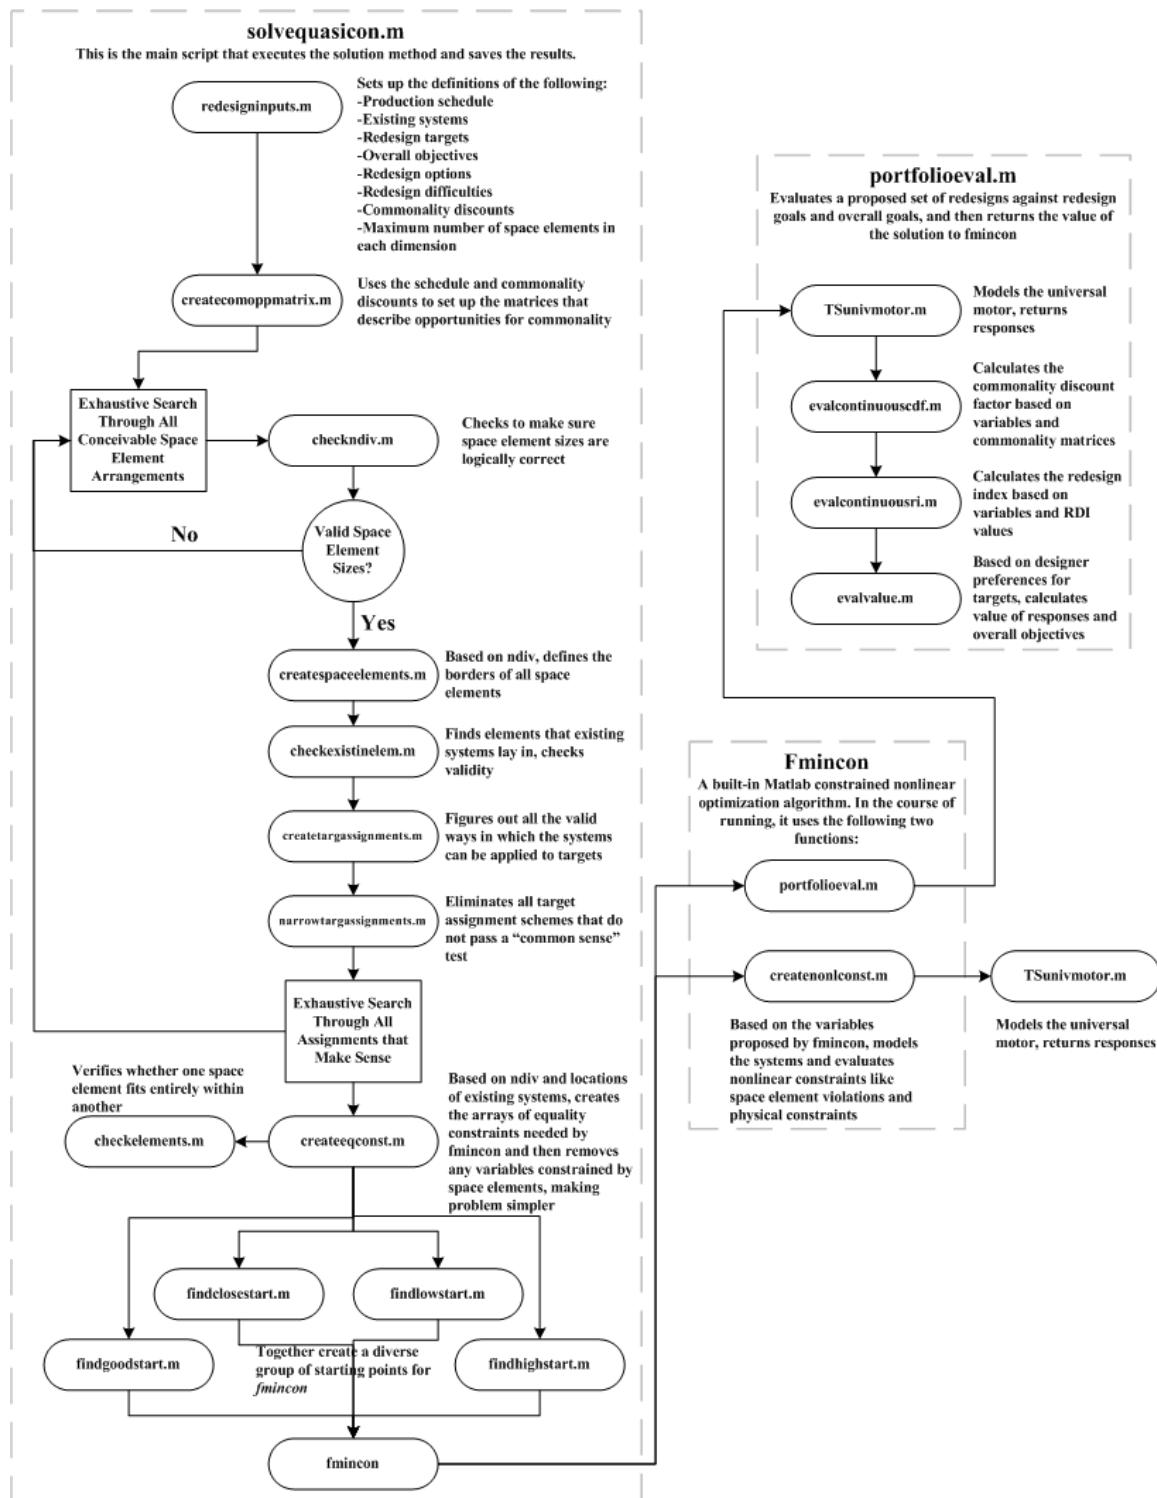 solvequasicon.m
This is the main script that executes the solution method and saves the results.
redesigninputs.m
Sets up the definitions of the following:
-Production schedule
-Existing systems
-Redesign targets
-Overall objectives
-Redesign options
-Redesign difficulties
-Commonality discounts
-Maximum number of space elements in
each dimension
createcomoppmatrix.m
Uses the schedule and commonality
discounts to set up the matrices that
describe opportunities for commonality
Exhaustive Search
Through All
Conceivable Space
Element
Arrangements
checkndiv.m
Checks to make sure
space element sizes are
logically correct
No
Valid Space
Element
Sizes?
Yes
createspaceelements.m
Based on ndiv, defines the
borders of all space
elements
checkexistinelem.m
Finds elements that existing
systems lay in, checks
validity
createtargassignments.m
Figures out all the valid
ways in which the systems
can be applied to targets
narrowtargassignments.m
Eliminates all target
assignment schemes that do
not pass a “common sense”
test
Exhaustive Search
Through All
Assignments that
Make Sense
Verifies whether one space
element fits entirely within
another
checkelements.m
createeqconst.m
Based on ndiv and locations
of existing systems, creates
the arrays of equality
constraints needed by
fmincon and then removes
any variables constrained by
space elements, making
problem simpler
findclosestart.m
findlowstart.m
findgoodstart.m
Together create a diverse
group of starting points for
fmincon
findhighstart.m
fmincon
portfolioeval.m
Evaluates a proposed set of redesigns against redesign
goals and overall goals, and then returns the value of
the solution to fmincon
TSunivmotor.m
Models the universal
motor, returns
responses
evalcontinuouscdf.m
Calculates the
commonality discount
factor based on
variables and
commonality matrices
evalcontinuousri.m
Calculates the redesign
index based on
variables and RDI
values
evalvalue.m
Based on designer
preferences for
targets, calculates
value of responses and
overall objectives
Fmincon
A built-in Matlab constrained nonlinear
optimization algorithm. In the course of
running, it uses the following two
functions:
portfolioeval.m
createnonlconst.m
TSunivmotor.m
Based on the variables
proposed by fmincon, models
the systems and evaluates
nonlinear constraints like
space element violations and
physical constraints
Models the universal
motor, returns responses